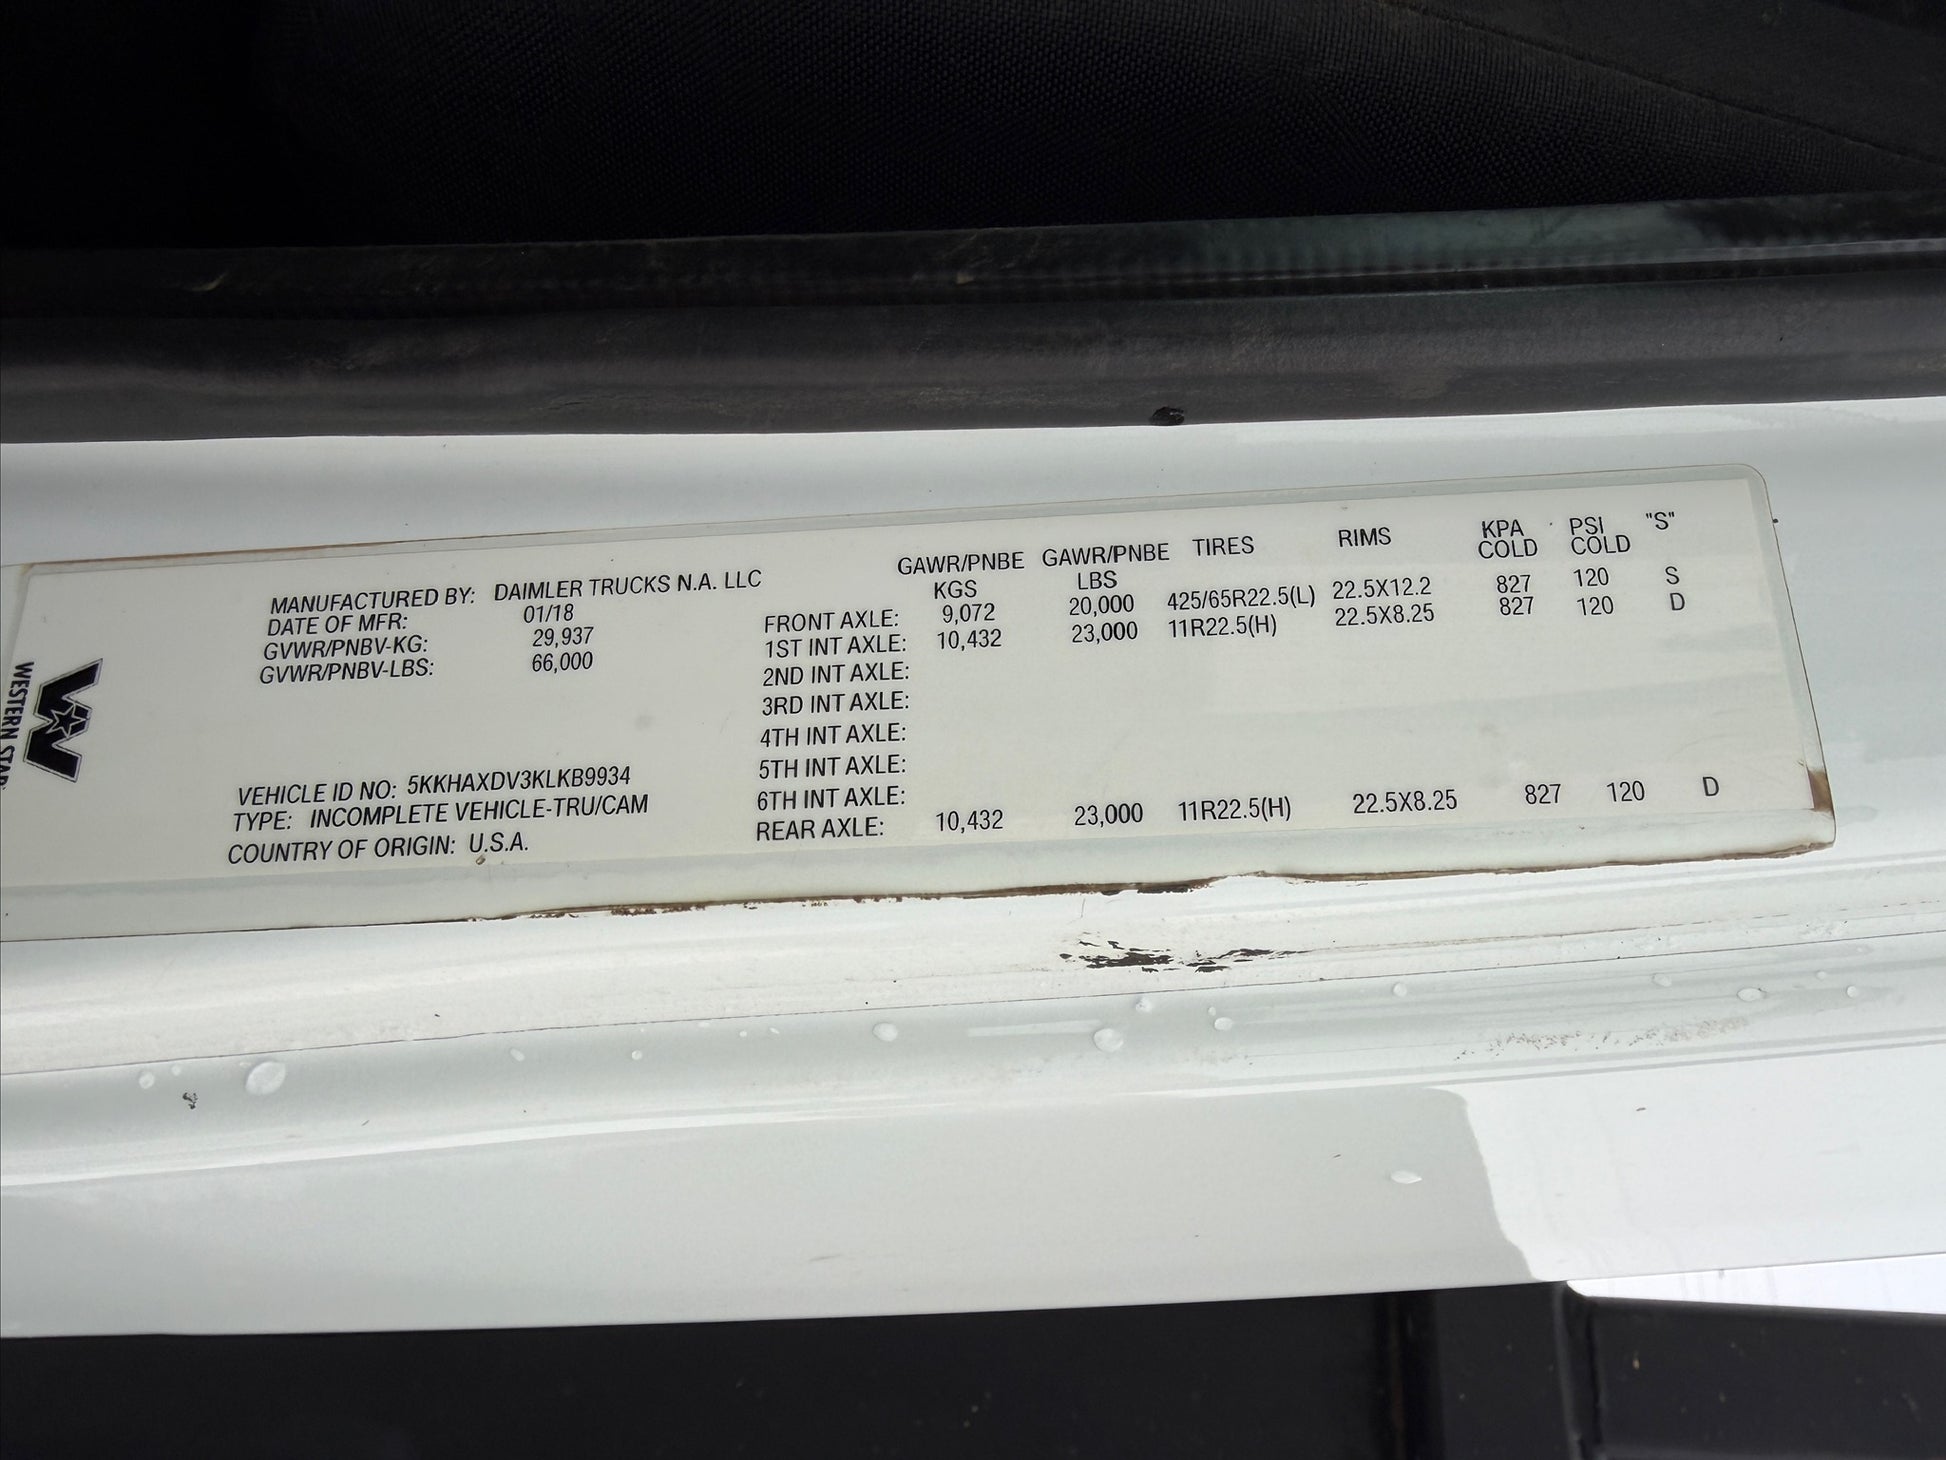 WESTERN STAR
MANUFACTURED BY: DAIMLER TRUCKS N.A. LLC
DATE OF MFR: 01/18
GVWR/PNBV-KG: 29,937
GVWR/PNBV-LBS: 66,000
VEHICLE ID NO: 5KKHAXDV3KLKB9934
TYPE: INCOMPLETE VEHICLE-TRU/CAM
COUNTRY OF ORIGIN: U.S.A.
GAWR/PNBE KGS GAWR/PNBE LBS TIRES RIMS KPA COLD PSI COLD "S"
FRONT AXLE: 9,072 20,000 425/65R22.5(L) 22.5X12.2 827 120 S
1ST INT AXLE: 10,432 23,000 11R22.5(H) 22.5X8.25 827 120 D
2ND INT AXLE:
3RD INT AXLE:
4TH INT AXLE:
5TH INT AXLE:
6TH INT AXLE:
REAR AXLE: 10,432 23,000 11R22.5(H) 22.5X8.25 827 120 D